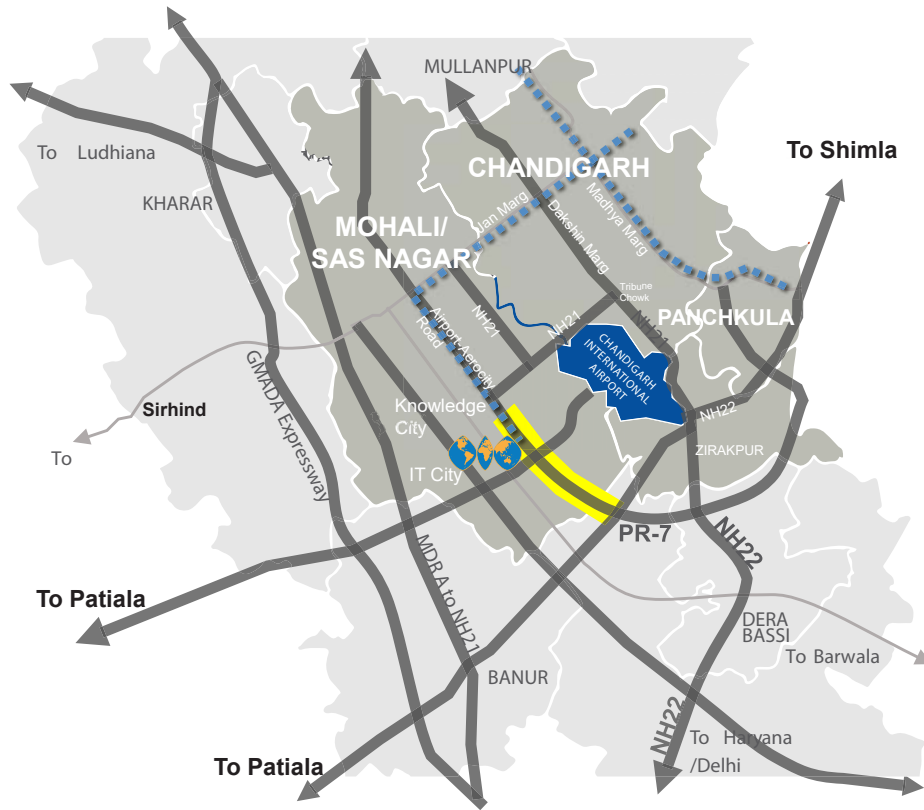 MULLANPUR
To Ludhiana
CHANDIGARH
To Shimla
KHARAR
Jan Marg
Madhya Marg
Dakshin Marg
MOHALI/
SAS NAGAR
Tribune
Chowk
PANCHKULA
NH21
NH21
NH21
Airport-Aerocity
Road
CHANDIGARH
INTERNATIONAL
AIRPORT
GMADA Expressway
Sirhind
Knowledge
City
NH22
To
ZIRAKPUR
IT City
PR-7
NH22
MDR A to NH21
To Patiala
DERA
BASSI
To Barwala
BANUR
NH22
To Haryana
/Delhi
To Patiala